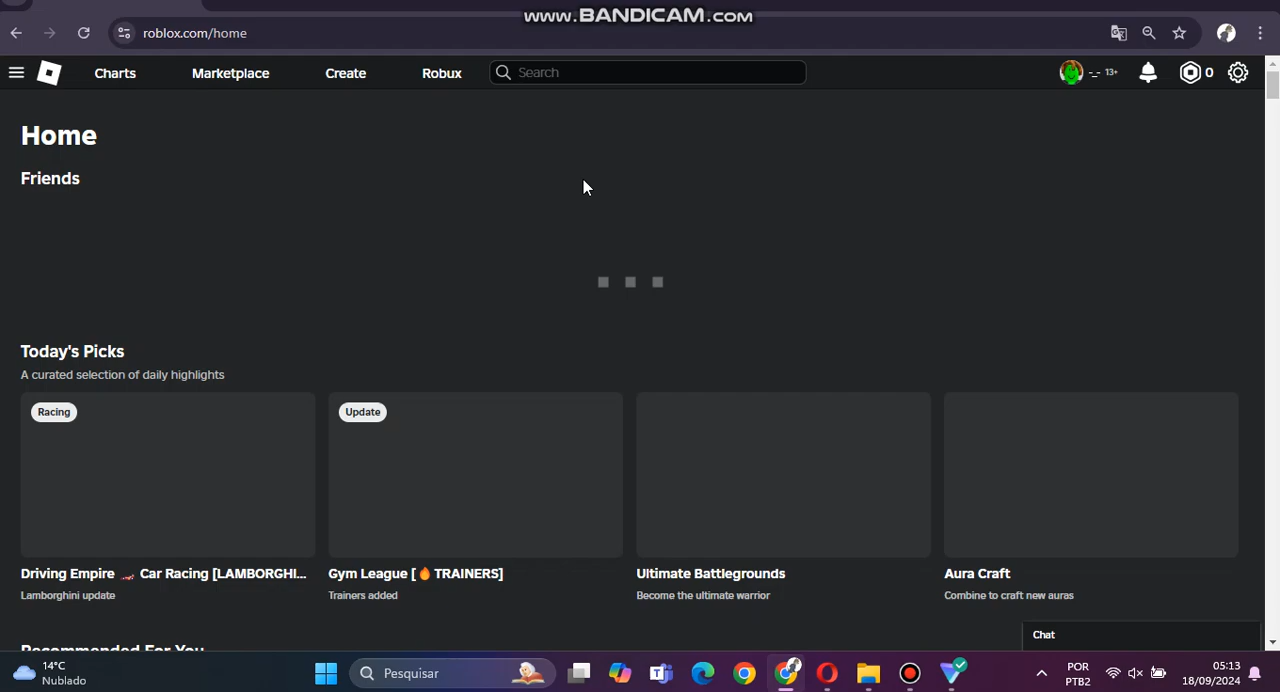 www.BANDICAM.com
roblox.com/home
Charts
Marketplace
Create
Robux
Search
-_- 13+
0
Home
Friends
Today's Picks
A curated selection of daily highlights
Racing
Update
Driving Empire 🏎️ Car Racing [LAMBORGHI...
Gym League [🔥TRAINERS]
Ultimate Battlegrounds
Aura Craft
Lamborghini update
Trainers added
Become the ultimate warrior
Combine to craft new auras
Recommended For You
Chat
14°C
Nublado
Pesquisar
POR
PTB2
05:13
18/09/2024